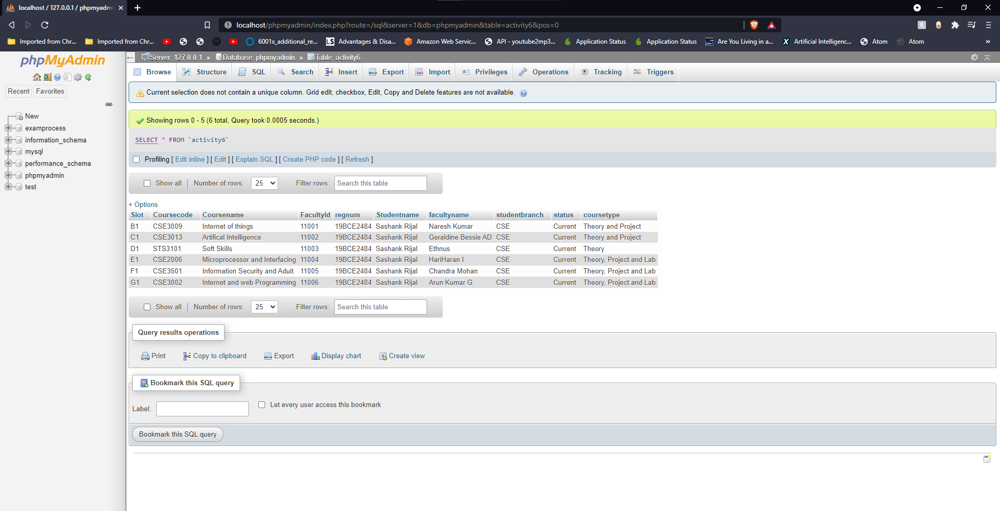 localhost / 127.0.0.1 / phpmyadmi
localhost/phpmyadmin/index.php?route=/sql&server=1&db=phpmyadmin&table=activity6&pos=0
Imported from Chr... Imported from Chr... 6001x_additional_re... LS Advantages & Disa... Amazon Web Servic... API - youtube2mp3... Application Status Application Status Are You Living in a... X Artificial Intelligenc... Atom Atom »
phpMyAdmin
Recent Favorites
New
examprocess
information_schema
mysql
performance_schema
phpmyadmin
test
Server: 127.0.0.1 » Database: phpmyadmin » Table: activity6
Browse Structure SQL Search Insert Export Import Privileges Operations Tracking Triggers
Current selection does not contain a unique column. Grid edit, checkbox, Edit, Copy and Delete features are not available.
Showing rows 0 - 5 (6 total, Query took 0.0005 seconds.)
SELECT * FROM `activity6`
Profiling [ Edit inline ] [ Edit ] [ Explain SQL ] [ Create PHP code ] [ Refresh ]
Show all | Number of rows: 25 Filter rows: Search this table
+ Options
Slot Coursecode Coursename FacultyId regnum Studentname facultyname studentbranch status coursetype
B1 CSE3009 Internet of things 11001 19BCE2484 Sashank Rijal Naresh Kumar CSE Current Theory and Project
C1 CSE3013 Artifical Intelligence 11002 19BCE2484 Sashank Rijal Geraldine Bessie AD CSE Current Theory and Project
D1 STS3101 Soft Skills 11003 19BCE2484 Sashank Rijal Ethnus CSE Current Theory
E1 CSE2006 Microprocessor and Interfacing 11004 19BCE2484 Sashank Rijal HariHaran I CSE Current Theory, Project and Lab
F1 CSE3501 Information Security and Aduit 11005 19BCE2484 Sashank Rijal Chandra Mohan CSE Current Theory, Project and Lab
G1 CSE3002 Internet and web Programming 11006 19BCE2484 Sashank Rijal Arun Kumar G CSE Current Theory, Project and Lab
Show all | Number of rows: 25 Filter rows: Search this table
Query results operations
Print Copy to clipboard Export Display chart Create view
Bookmark this SQL query
Label: Let every user access this bookmark
Bookmark this SQL query